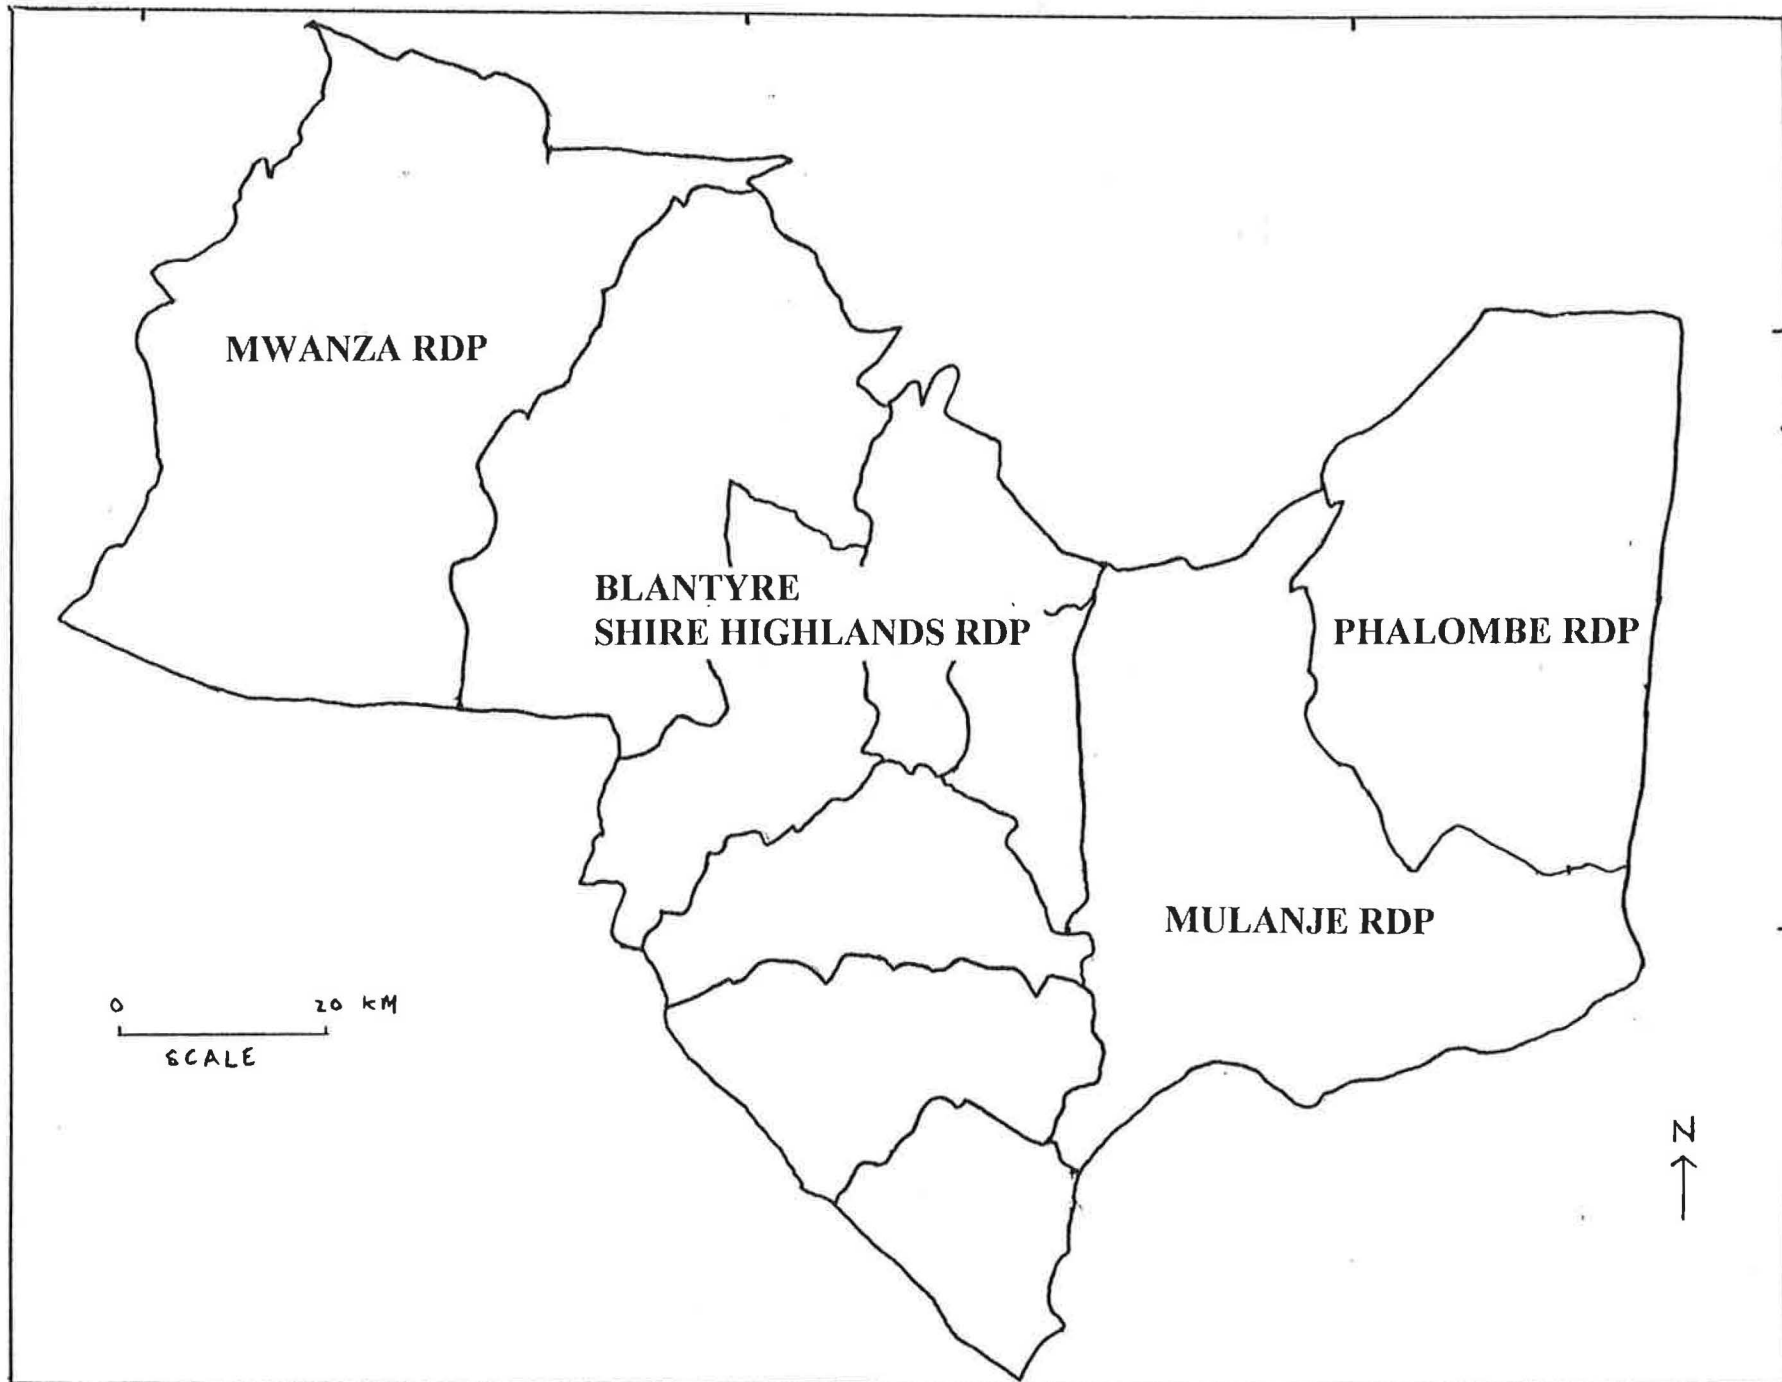 MWANZA RDP
BLANTYRE
SHIRE HIGHLANDS RDP
PHALOMBE RDP
MULANJE RDP
0 20 KM
SCALE
N